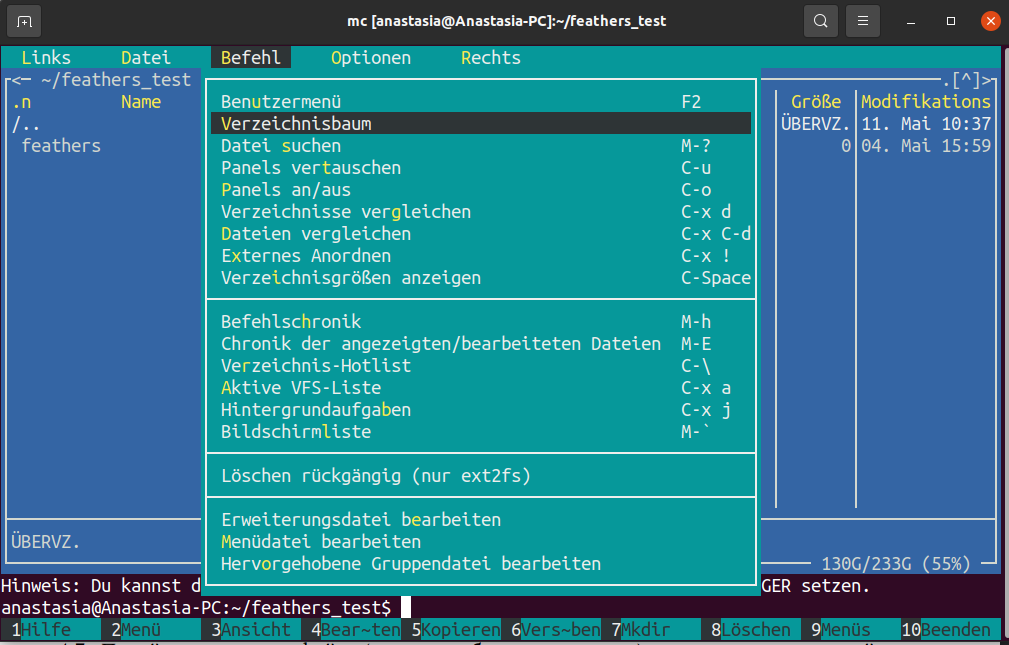 mc [anastasia@Anastasia-PC]:~/feathers_test
Links Datei Befehl Optionen Rechts
<─ ~/feathers_test .[^]>
.n Name Größe Modifikations
/.. ÜBERVZ. 11. Mai 10:37
feathers 0 04. Mai 15:59
Benutzermenü F2
Verzeichnisbaum
Datei suchen M-?
Panels vertauschen C-u
Panels an/aus C-o
Verzeichnisse vergleichen C-x d
Dateien vergleichen C-x C-d
Externes Anordnen C-x !
Verzeichnisgrößen anzeigen C-Space
Befehlschronik M-h
Chronik der angezeigten/bearbeiteten Dateien M-E
Verzeichnis-Hotlist C-\
Aktive VFS-Liste C-x a
Hintergrundaufgaben C-x j
Bildschirmliste M-`
Löschen rückgängig (nur ext2fs)
Erweiterungsdatei bearbeiten
Menüdatei bearbeiten
Hervorgehobene Gruppendatei bearbeiten
ÜBERVZ.
130G/233G (55%)
Hinweis: Du kannst d GER setzen.
anastasia@Anastasia-PC:~/feathers_test$
1Hilfe 2Menü 3Ansicht 4Bear~ten 5Kopieren 6Vers~ben 7Mkdir 8Löschen 9Menüs 10Beenden